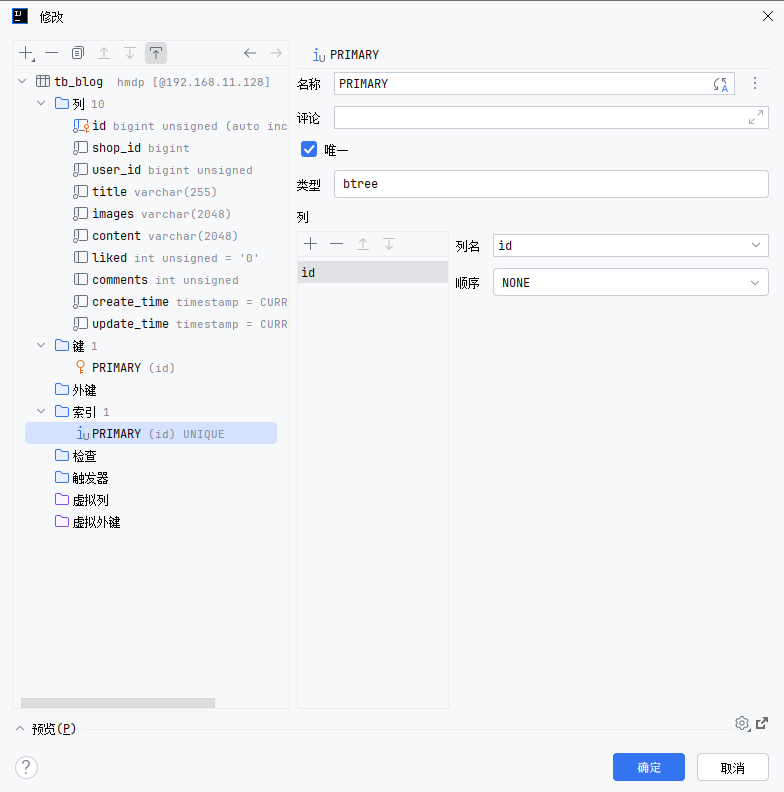 修改
tb_blog hmdp [@192.168.11.128]
列 10
id bigint unsigned (auto inc
shop_id bigint
user_id bigint unsigned
title varchar(255)
images varchar(2048)
content varchar(2048)
liked int unsigned = '0'
comments int unsigned
create_time timestamp = CURR
update_time timestamp = CURR
键 1
PRIMARY (id)
外键
索引 1
PRIMARY (id) UNIQUE
检查
触发器
虚拟列
虚拟外键
PRIMARY
名称 PRIMARY
评论
唯一
类型 btree
列
id
列名 id
顺序 NONE
预览(P)
确定
取消